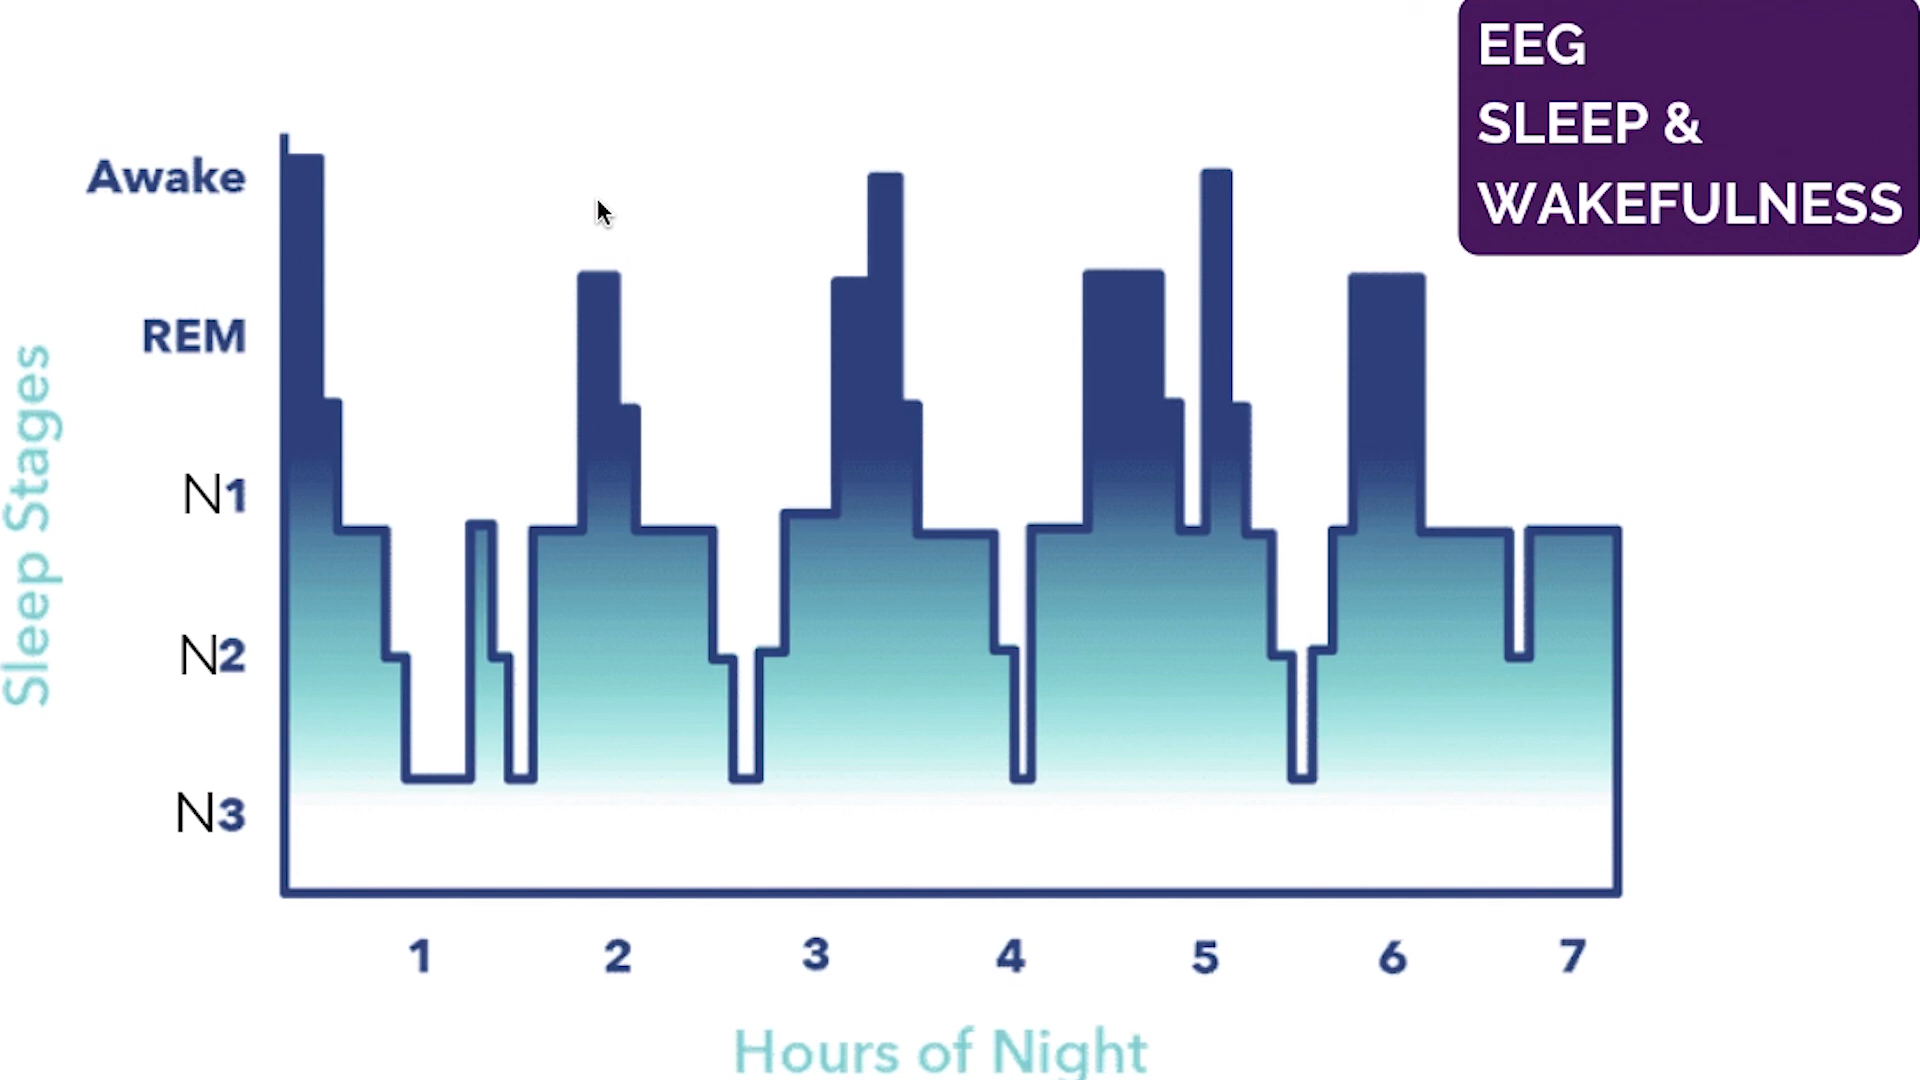 EEG
SLEEP &
WAKEFULNESS
Awake
REM
N1
N2
N3
Sleep Stages
1 2 3 4 5 6 7
Hours of Night